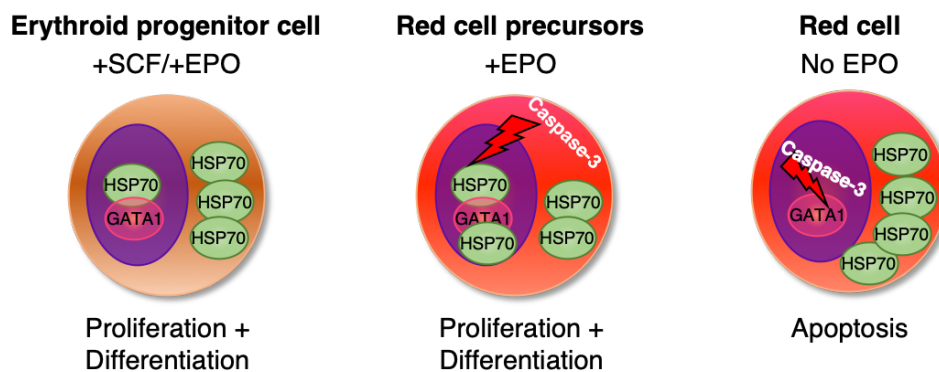 Erythroid progenitor cell
+SCF/+EPO
HSP70
HSP70
HSP70
GATA1
HSP70
Proliferation +
Differentiation
Red cell precursors
+EPO
Caspase-3
HSP70
HSP70
GATA1
HSP70
HSP70
Proliferation +
Differentiation
Red cell
No EPO
Caspase-3
HSP70
HSP70
GATA1
HSP70
HSP70
Apoptosis